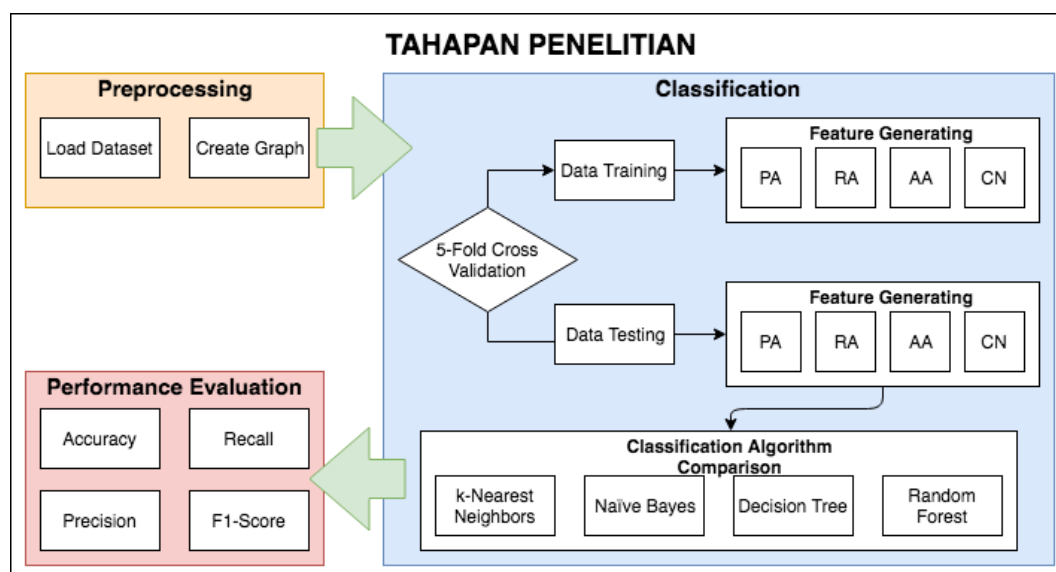 TAHAPAN PENELITIAN
Preprocessing
Load Dataset
Create Graph
Classification
5-Fold Cross
Validation
Data Training
Feature Generating
PA
RA
AA
CN
Data Testing
Feature Generating
PA
RA
AA
CN
Classification Algorithm
Comparison
k-Nearest
Neighbors
Naïve Bayes
Decision Tree
Random
Forest
Performance Evaluation
Accuracy
Recall
Precision
F1-Score